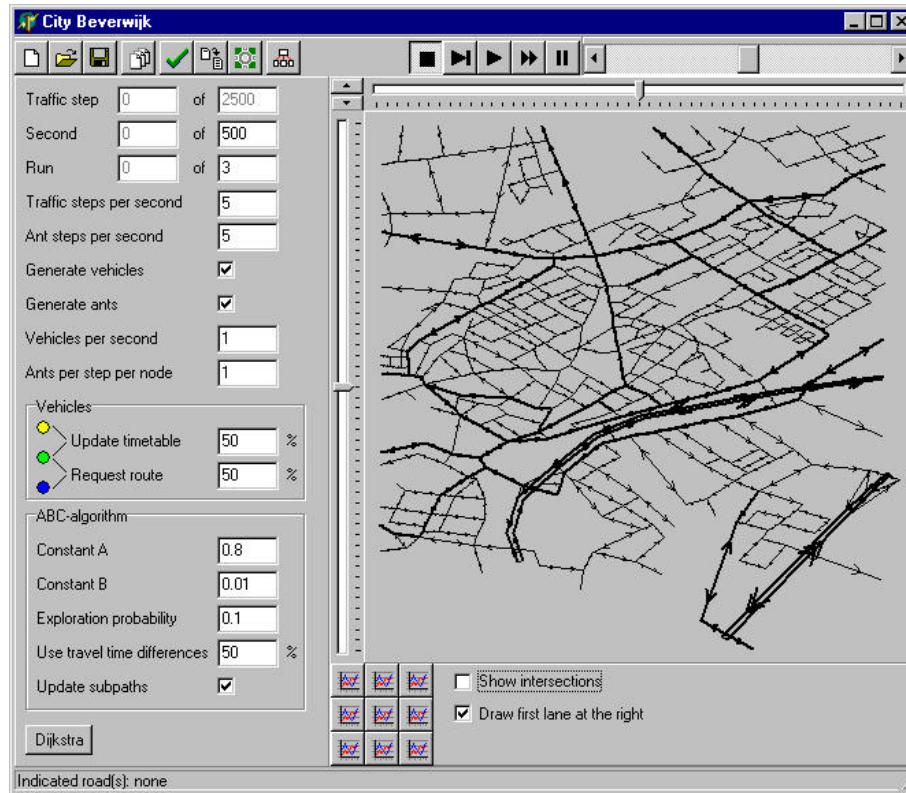 City Beverwijk
Traffic step 0 of 2500
Second 0 of 500
Run 0 of 3
Traffic steps per second 5
Ant steps per second 5
Generate vehicles
Generate ants
Vehicles per second 1
Ants per step per node 1
Vehicles
Update timetable 50 %
Request route 50 %
ABC-algorithm
Constant A 0.8
Constant B 0.01
Exploration probability 0.1
Use travel time differences 50 %
Update subpaths
Show intersections
Draw first lane at the right
Dijkstra
Indicated road(s): none